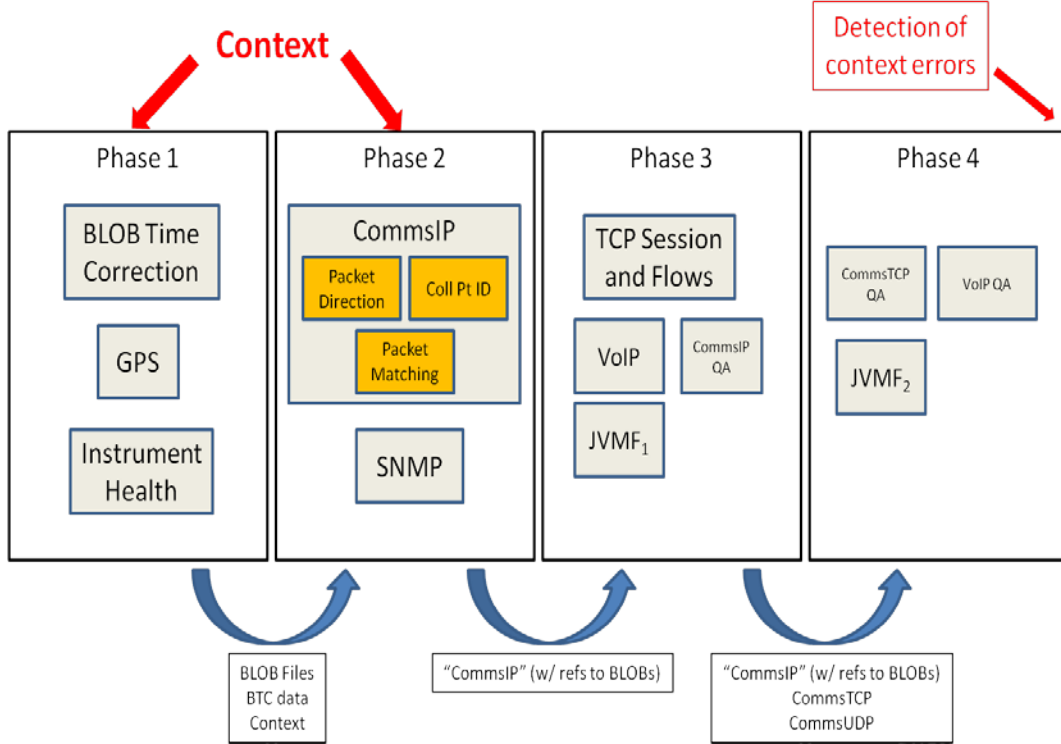 Context
Detection of
context errors
Phase 1
BLOB Time
Correction
GPS
Instrument
Health
Phase 2
CommsIP
Packet
Direction
Coll Pt ID
Packet
Matching
SNMP
Phase 3
TCP Session
and Flows
VoIP
CommsIP
QA
JVMF1
Phase 4
CommsTCP
QA
VoIP QA
JVMF2
BLOB Files
BTC data
Context
“CommsIP” (w/ refs to BLOBs)
“CommsIP” (w/ refs to BLOBs)
CommsTCP
CommsUDP